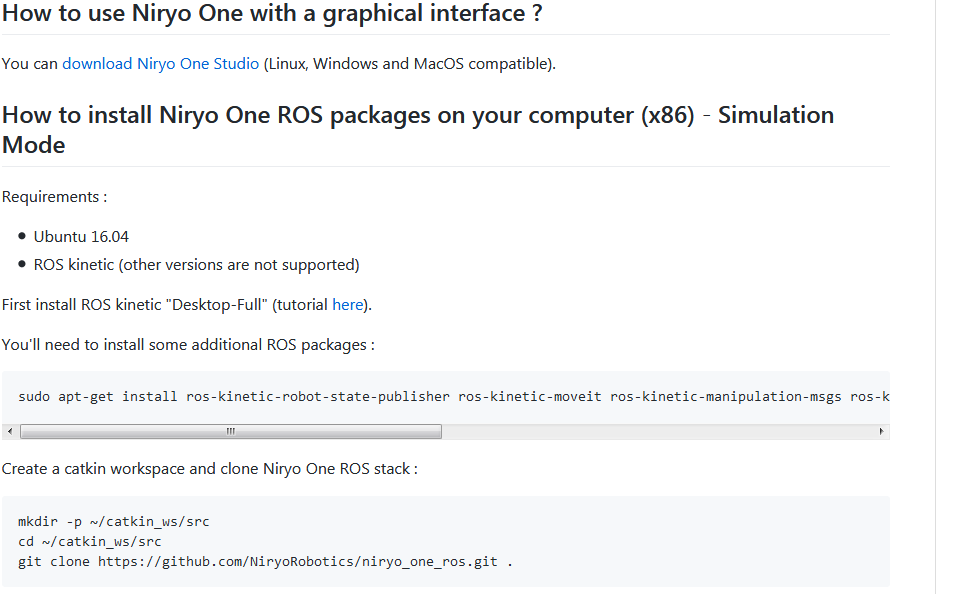 How to use Niryo One with a graphical interface ?
You can download Niryo One Studio (Linux, Windows and MacOS compatible).
How to install Niryo One ROS packages on your computer (x86) - Simulation
Mode
Requirements :
• Ubuntu 16.04
• ROS kinetic (other versions are not supported)
First install ROS kinetic "Desktop-Full" (tutorial here).
You'll need to install some additional ROS packages :
sudo apt-get install ros-kinetic-robot-state-publisher ros-kinetic-moveit ros-kinetic-manipulation-msgs ros-k
Create a catkin workspace and clone Niryo One ROS stack :
mkdir -p ~/catkin_ws/src
cd ~/catkin_ws/src
git clone https://github.com/NiryoRobotics/niryo_one_ros.git .